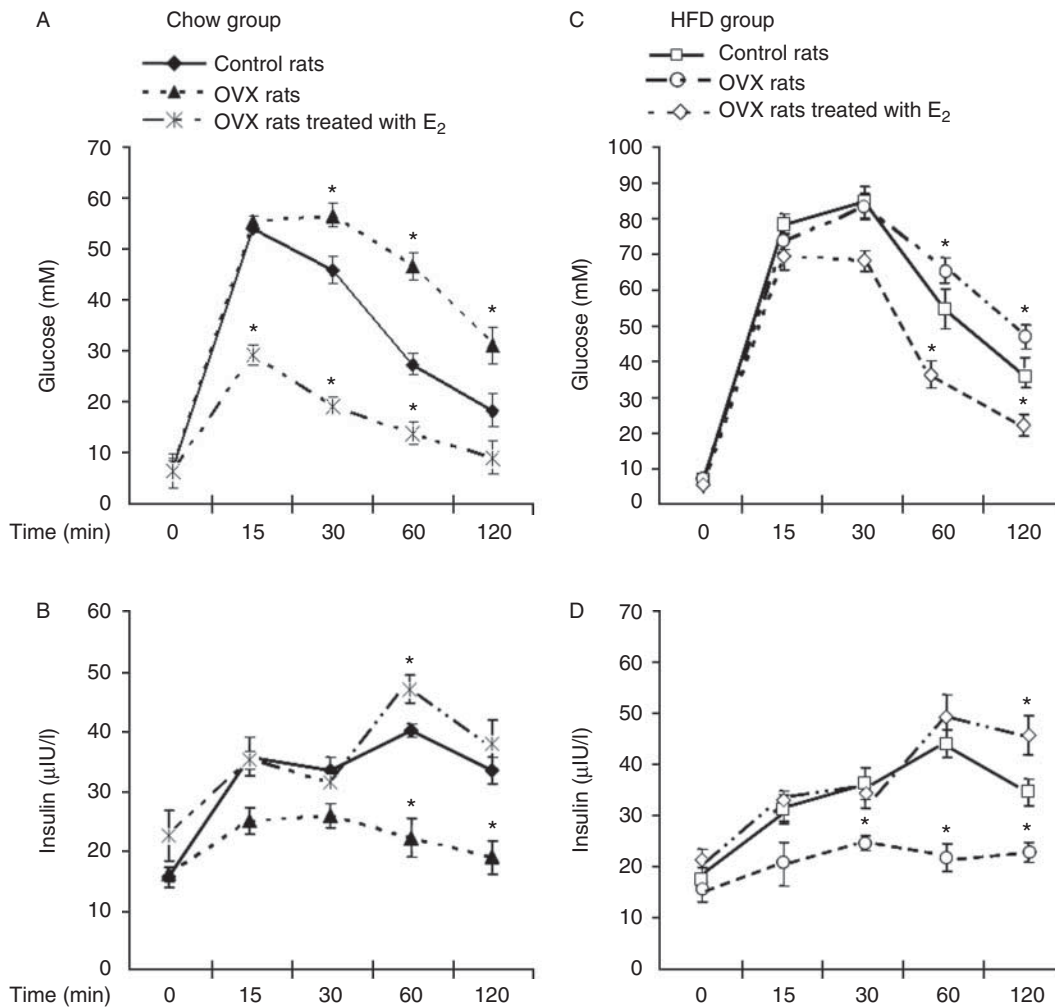 A Chow group
Control rats
OVX rats
OVX rats treated with E2
70
60
50
40
30
20
10
0
Glucose (mM)
* * * * * *
Time (min) 0 15 30 60 120
C HFD group
Control rats
OVX rats
OVX rats treated with E2
100
90
80
70
60
50
40
30
20
10
0
Glucose (mM)
* * * *
0 15 30 60 120
B
60
50
40
30
20
10
0
Insulin (µIU/l)
* * *
Time (min) 0 15 30 60 120
D
70
60
50
40
30
20
10
0
Insulin (µIU/l)
* * * *
0 15 30 60 120